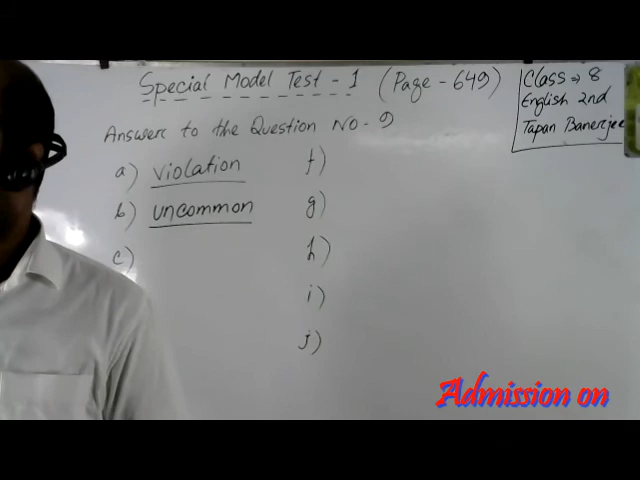 Special Model Test - 1 (Page - 649)
Class => 8
English 2nd
Tapan Banerjee
Answer to the Question No - 9
a) violation
b) uncommon
c)
f)
g)
h)
i)
j)
Admission on